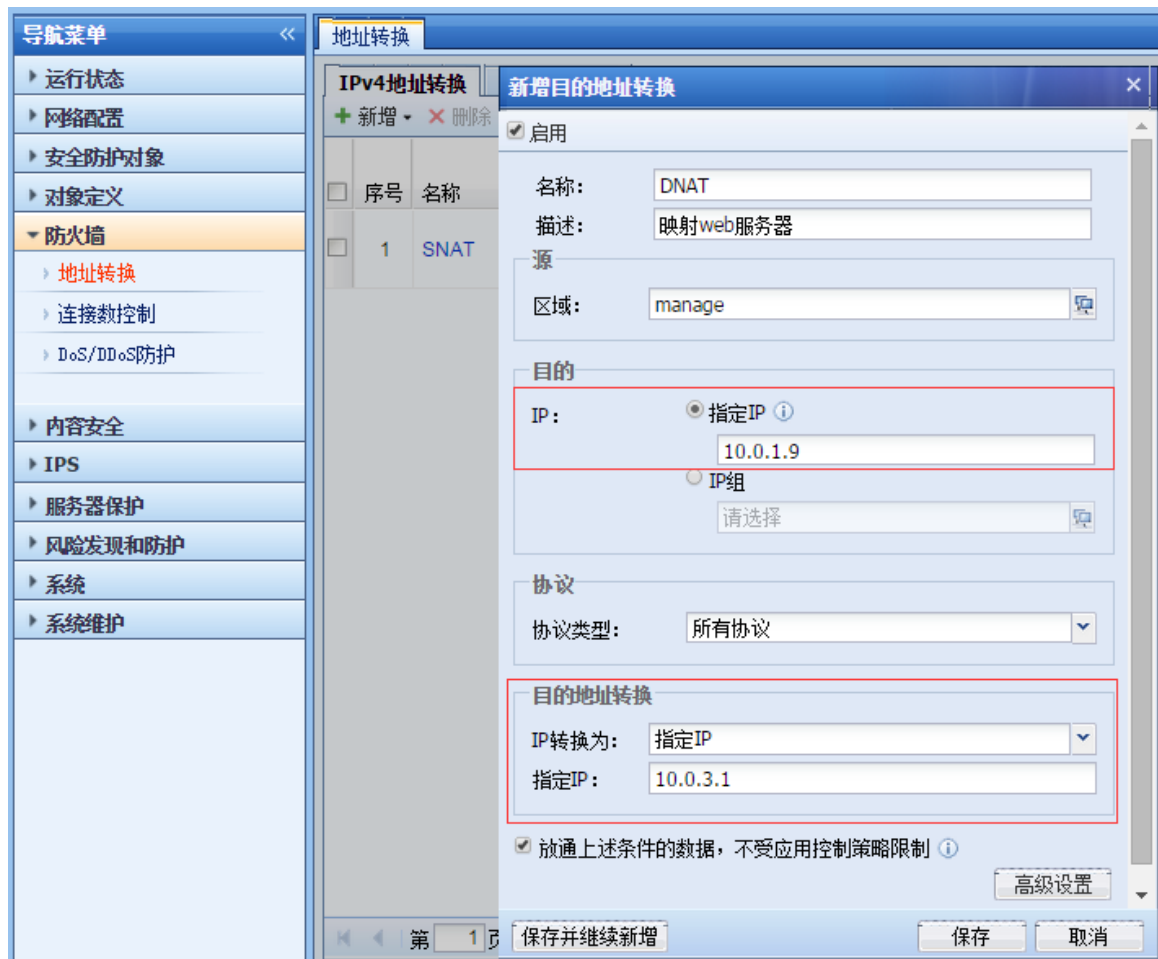 导航菜单
运行状态
网络配置
安全防护对象
对象定义
防火墙
地址转换
连接数控制
DoS/DDoS防护
内容安全
IPS
服务器保护
风险发现和防护
系统
系统维护
地址转换
IPv4地址转换
新增 删除
序号 名称
1 SNAT
第 1
新增目的地址转换
启用
名称: DNAT
描述: 映射web服务器
源
区域: manage
目的
IP: 指定IP
10.0.1.9
IP组
请选择
协议
协议类型: 所有协议
目的地址转换
IP转换为: 指定IP
指定IP: 10.0.3.1
放通上述条件的数据，不受应用控制策略限制
高级设置
保存并继续新增 保存 取消